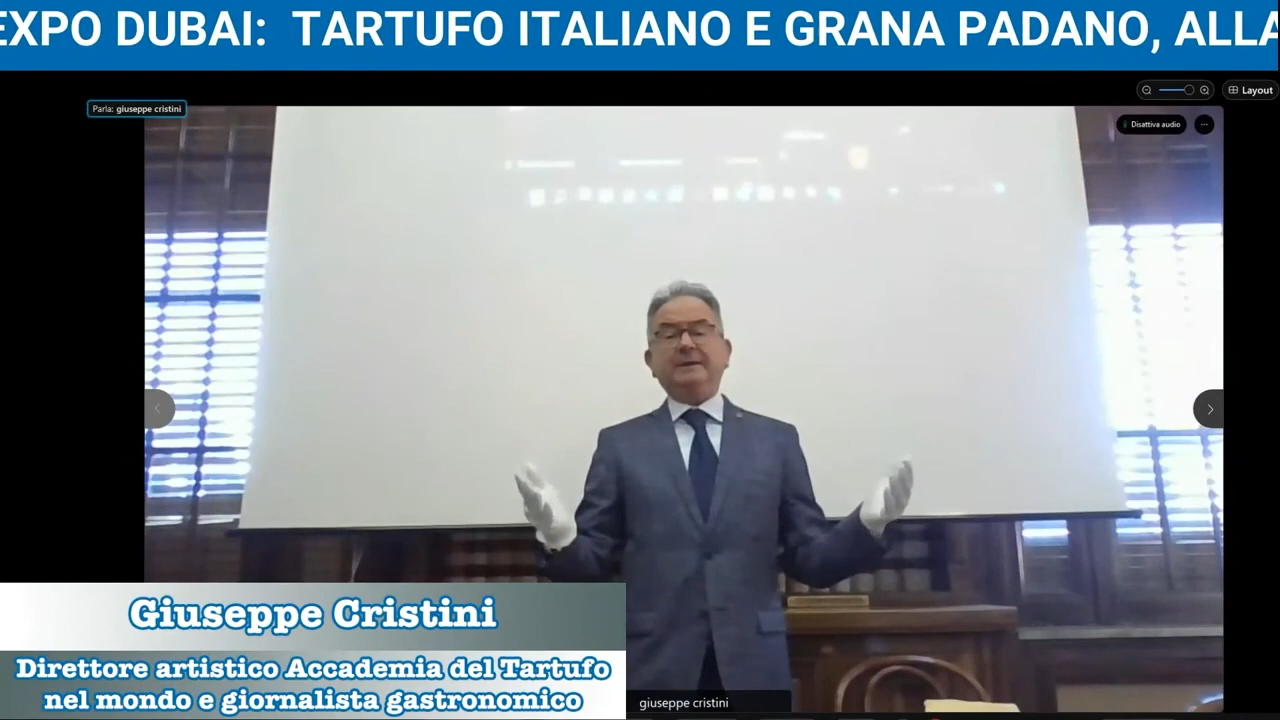 EXPO DUBAI: TARTUFO ITALIANO E GRANA PADANO, ALLA
Layout
Parla: giuseppe cristini
Disattiva audio
Giuseppe Cristini
Direttore artistico Accademia del Tartufo
nel mondo e giornalista gastronomico
giuseppe cristini